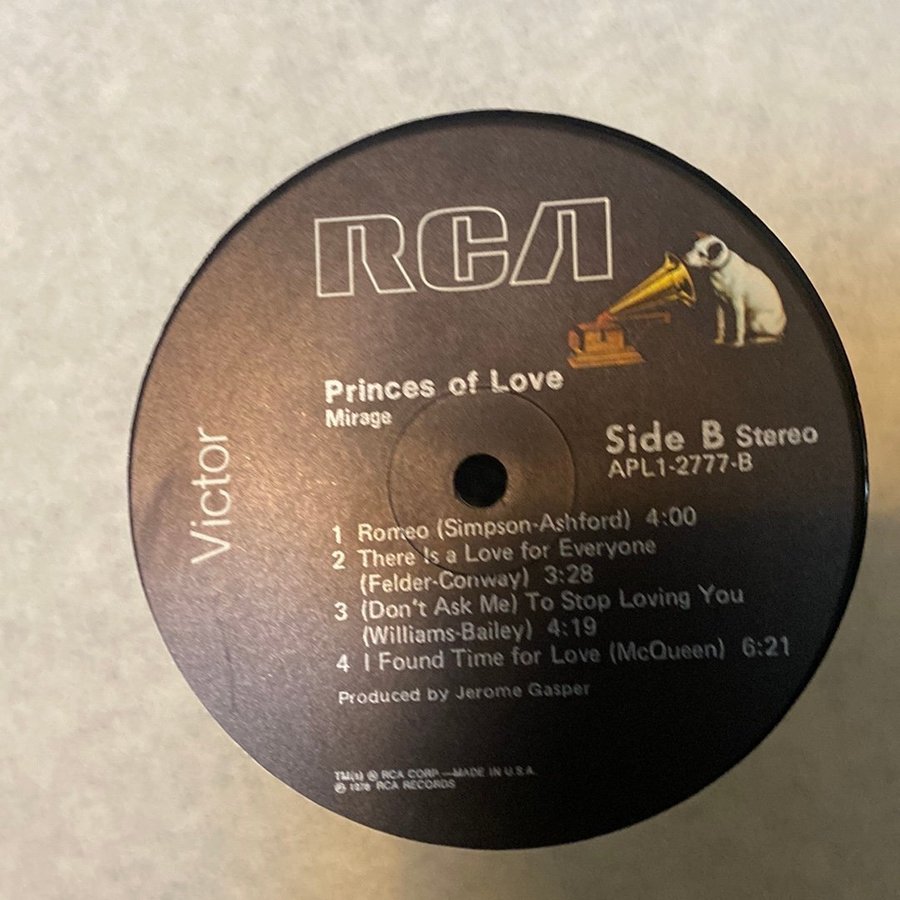 RCA
Victor
Princes of Love
Mirage
Side B Stereo
APL1-2777-B
1 Romeo (Simpson-Ashford) 4:00
2 There Is a Love for Everyone
(Felder-Conway) 3:28
3 (Don't Ask Me) To Stop Loving You
(Williams-Bailey) 4:19
4 I Found Time for Love (McQueen) 6:21
Produced by Jerome Gasper
TM(s) ® RCA CORP.—MADE IN U.S.A.
℗ 1978 RCA RECORDS